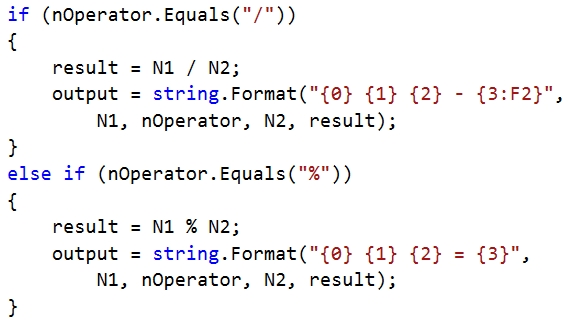 if (nOperator.Equals("/"))
{
    result = N1 / N2;
    output = string.Format("{0} {1} {2} - {3:F2}",
        N1, nOperator, N2, result);
}
else if (nOperator.Equals("%"))
{
    result = N1 % N2;
    output = string.Format("{0} {1} {2} = {3}",
        N1, nOperator, N2, result);
}